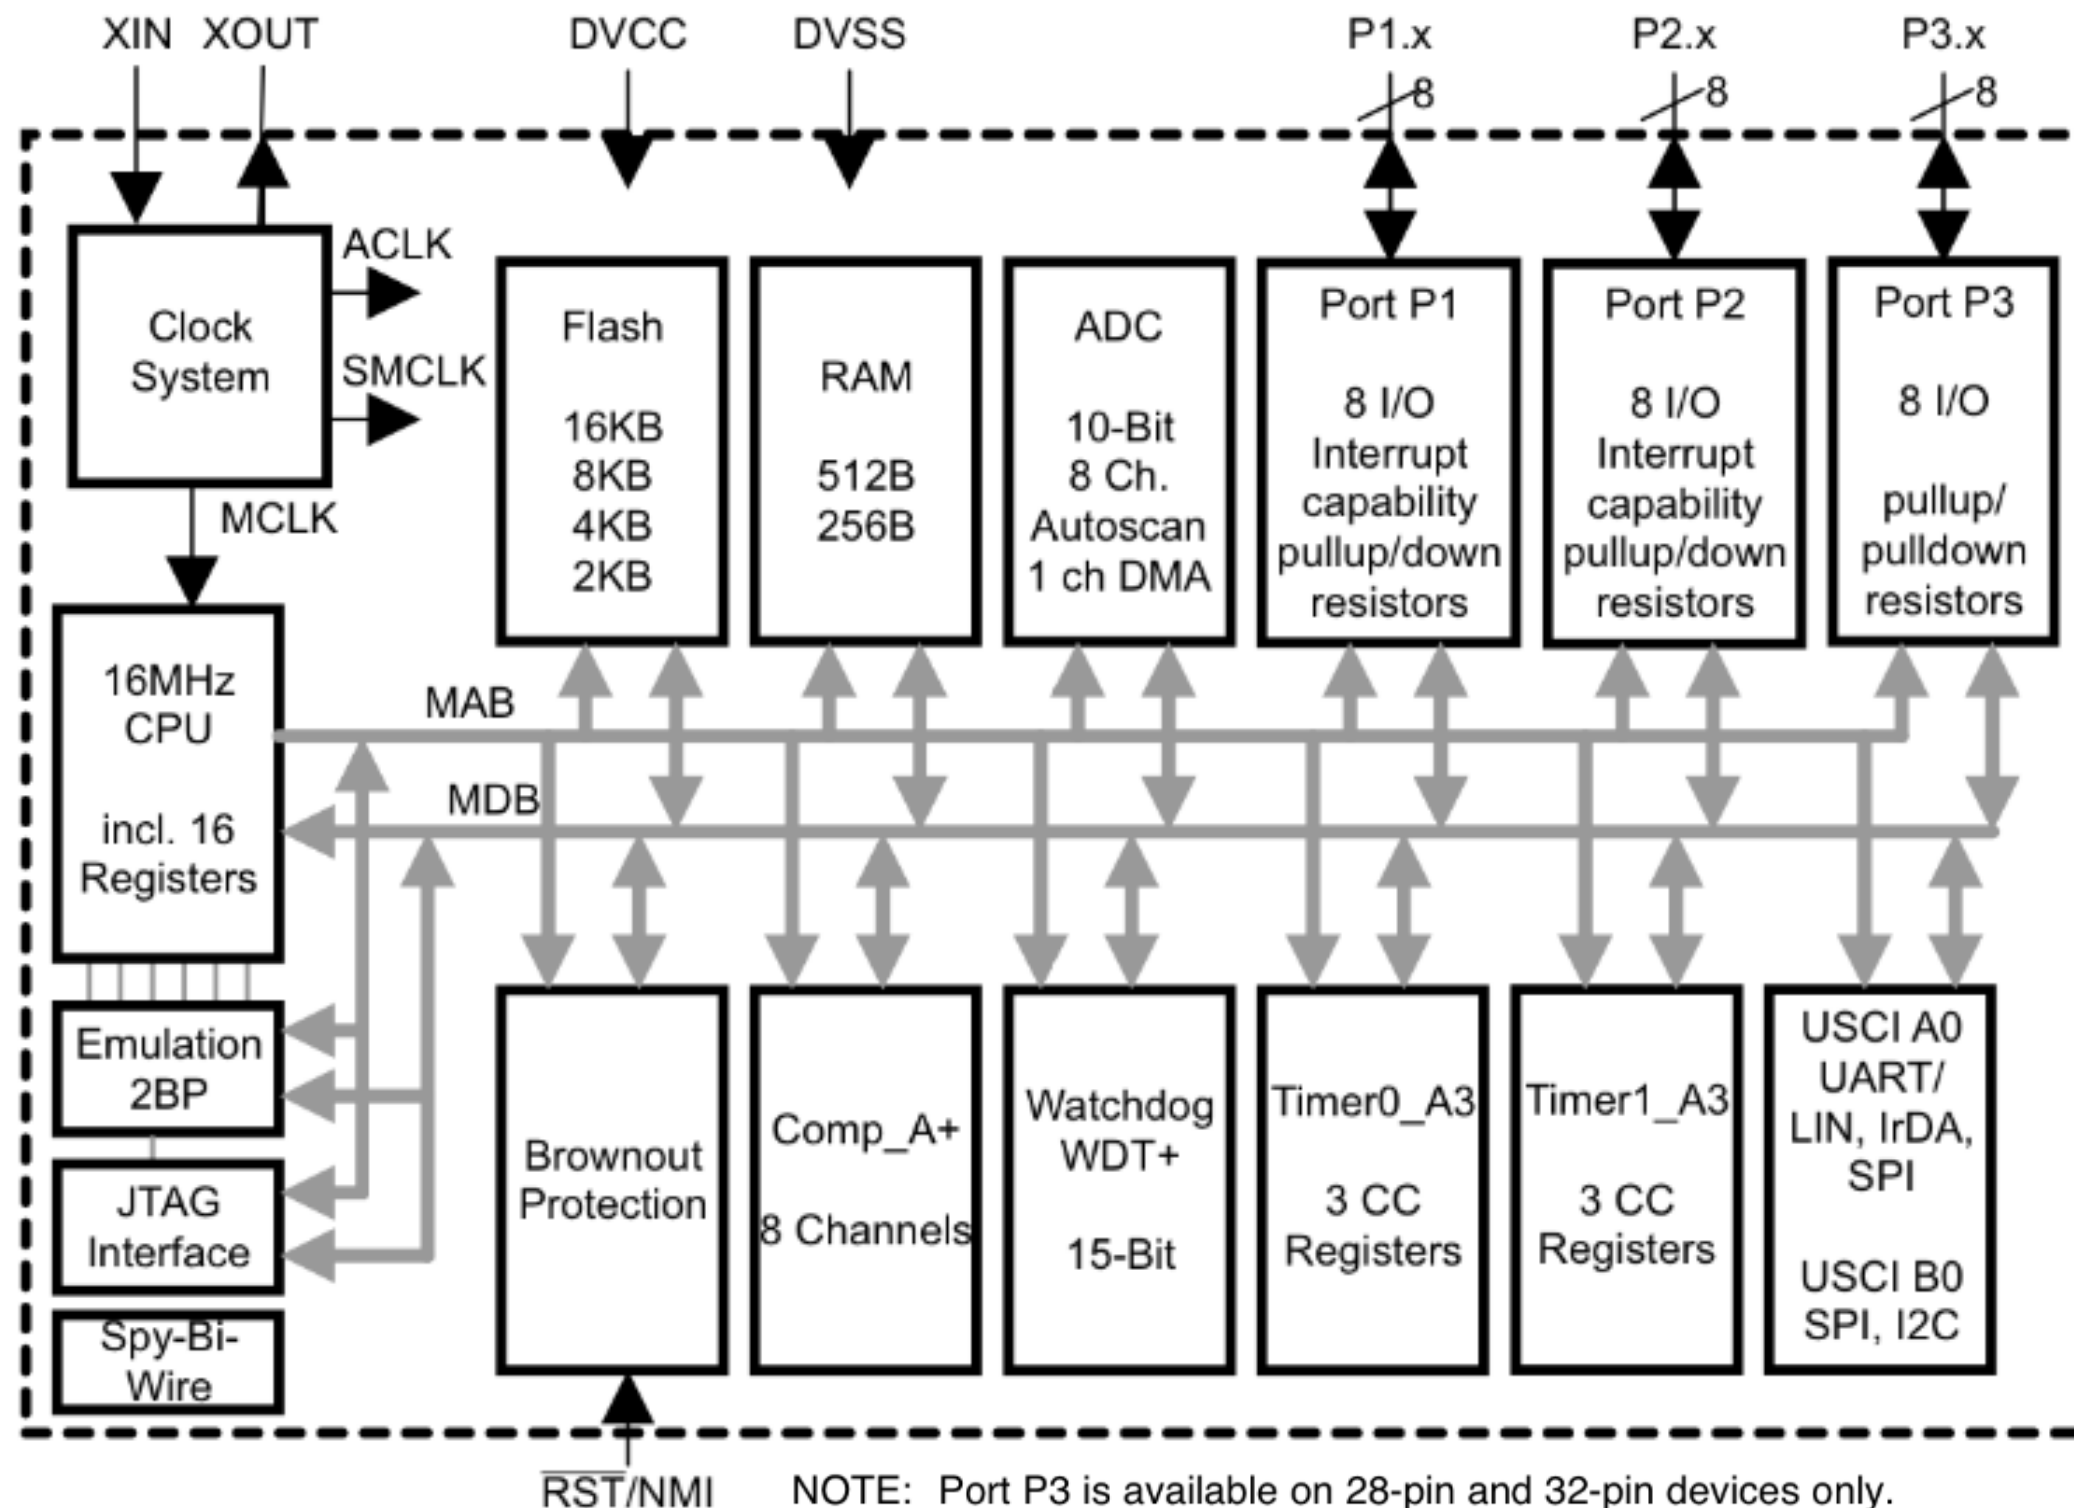 XIN XOUT DVCC DVSS P1.x P2.x P3.x
8 8 8
Clock
System
ACLK
SMCLK
MCLK
Flash
16KB
8KB
4KB
2KB
RAM
512B
256B
ADC
10-Bit
8 Ch.
Autoscan
1 ch DMA
Port P1
8 I/O
Interrupt
capability
pullup/down
resistors
Port P2
8 I/O
Interrupt
capability
pullup/down
resistors
Port P3
8 I/O
pullup/
pulldown
resistors
16MHz
CPU
incl. 16
Registers
MAB
MDB
Emulation
2BP
JTAG
Interface
Spy-Bi-
Wire
Brownout
Protection
Comp_A+
8 Channels
Watchdog
WDT+
15-Bit
Timer0_A3
3 CC
Registers
Timer1_A3
3 CC
Registers
USCI A0
UART/
LIN, IrDA,
SPI
USCI B0
SPI, I2C
RST/NMI
NOTE: Port P3 is available on 28-pin and 32-pin devices only.